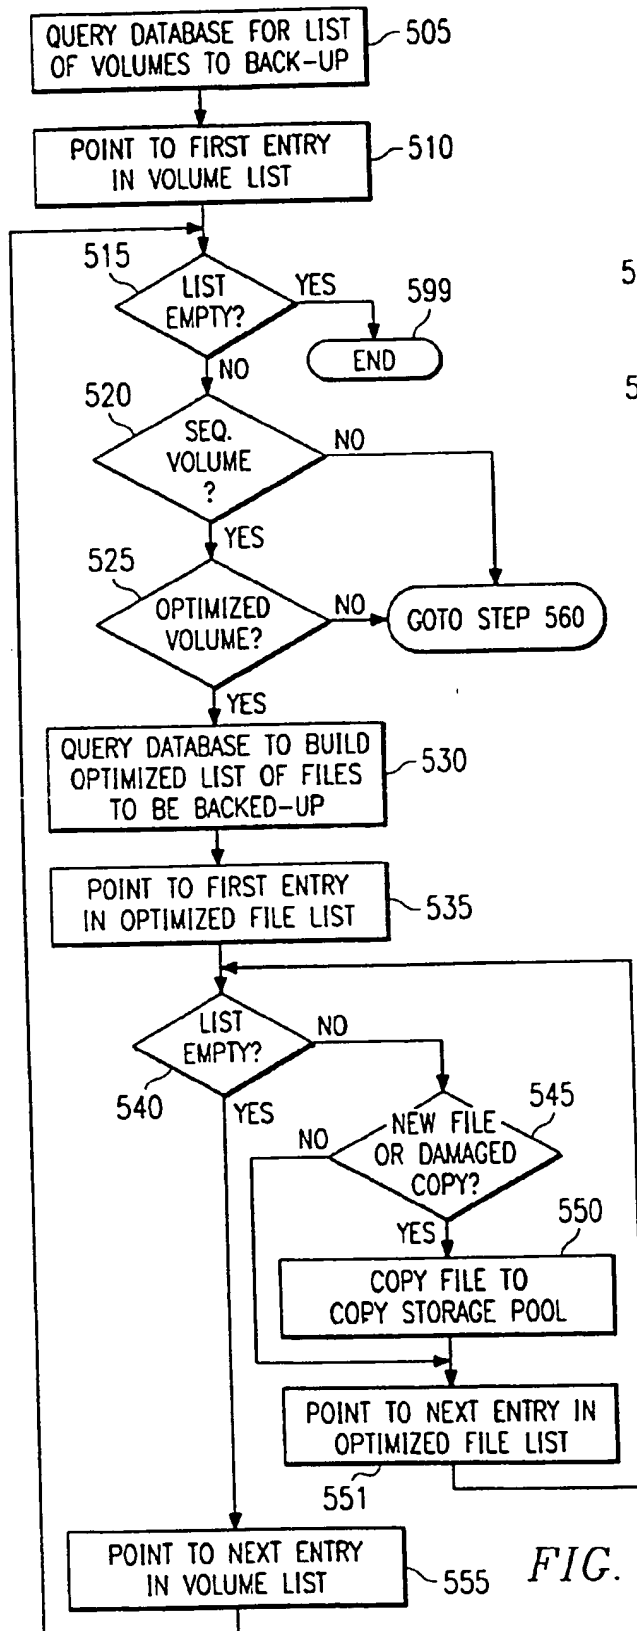 QUERY DATABASE FOR LIST
OF VOLUMES TO BACK-UP
505
POINT TO FIRST ENTRY
IN VOLUME LIST
510
515
LIST
EMPTY?
YES
599
END
NO
5
5
520
SEQ.
VOLUME
?
NO
YES
525
OPTIMIZED
VOLUME?
NO
GOTO STEP 560
YES
QUERY DATABASE TO BUILD
OPTIMIZED LIST OF FILES
TO BE BACKED-UP
530
POINT TO FIRST ENTRY
IN OPTIMIZED FILE LIST
535
LIST
EMPTY?
NO
540
YES
545
NEW FILE
OR DAMAGED
COPY?
NO
YES
550
COPY FILE TO
COPY STORAGE POOL
POINT TO NEXT ENTRY IN
OPTIMIZED FILE LIST
551
POINT TO NEXT ENTRY
IN VOLUME LIST
555
FIG.